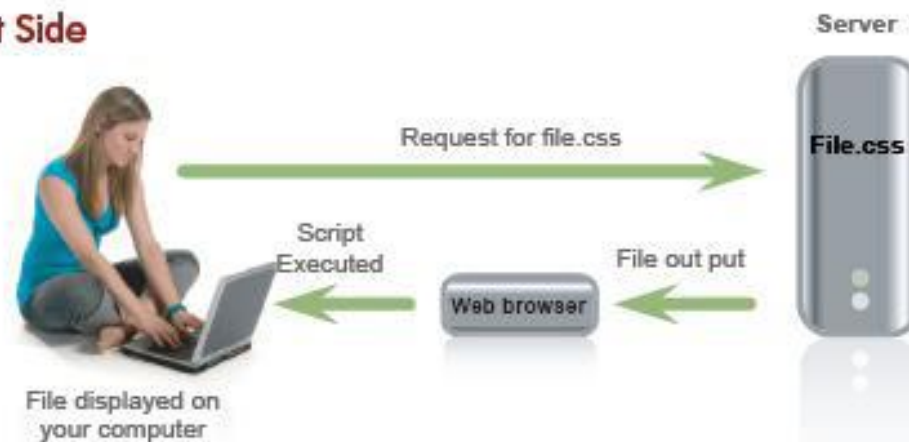 t Side
Server
Request for file.css
File.css
Script
Executed
File out put
Web browser
File displayed on
your computer